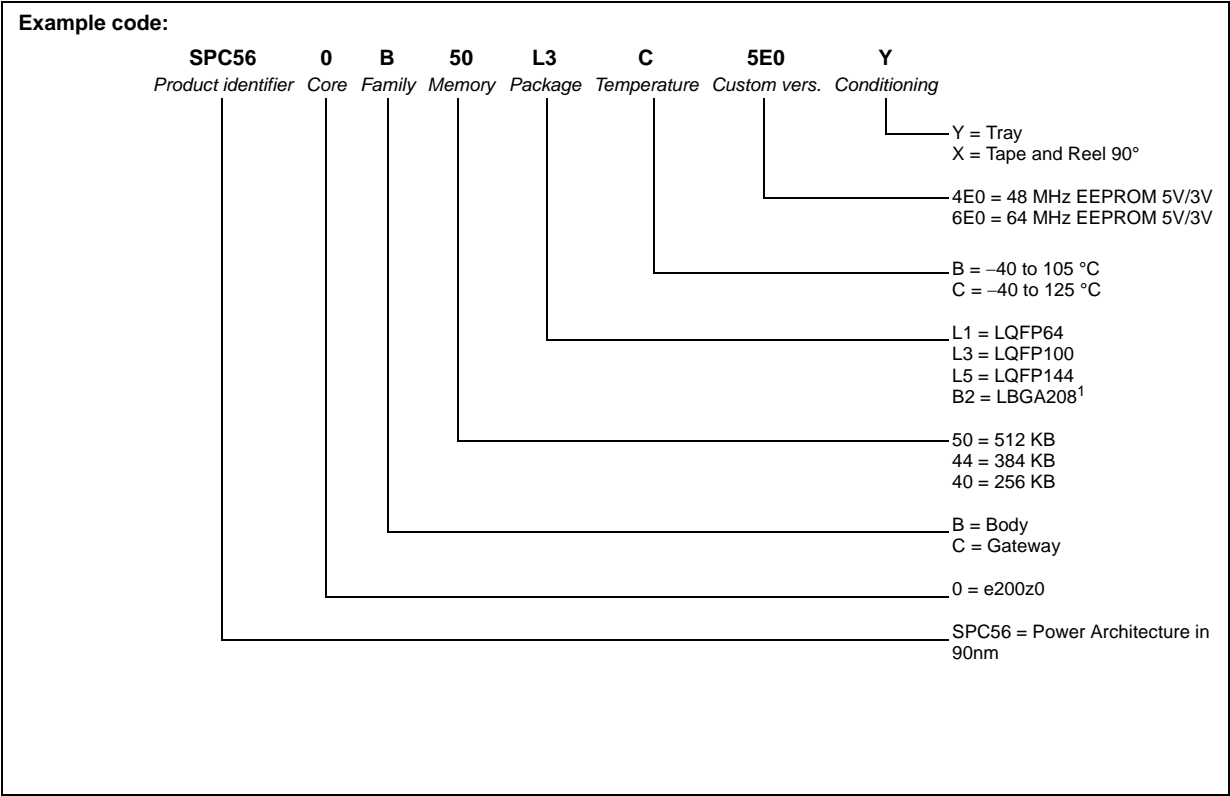 Example code:
SPC56 0 B 50 L3 C 5E0 Y
Product identifier Core Family Memory Package Temperature Custom vers. Conditioning
Y = Tray
X = Tape and Reel 90°
4E0 = 48 MHz EEPROM 5V/3V
6E0 = 64 MHz EEPROM 5V/3V
B = −40 to 105 °C
C = −40 to 125 °C
L1 = LQFP64
L3 = LQFP100
L5 = LQFP144
B2 = LBGA208¹
50 = 512 KB
44 = 384 KB
40 = 256 KB
B = Body
C = Gateway
0 = e200z0
SPC56 = Power Architecture in
90nm